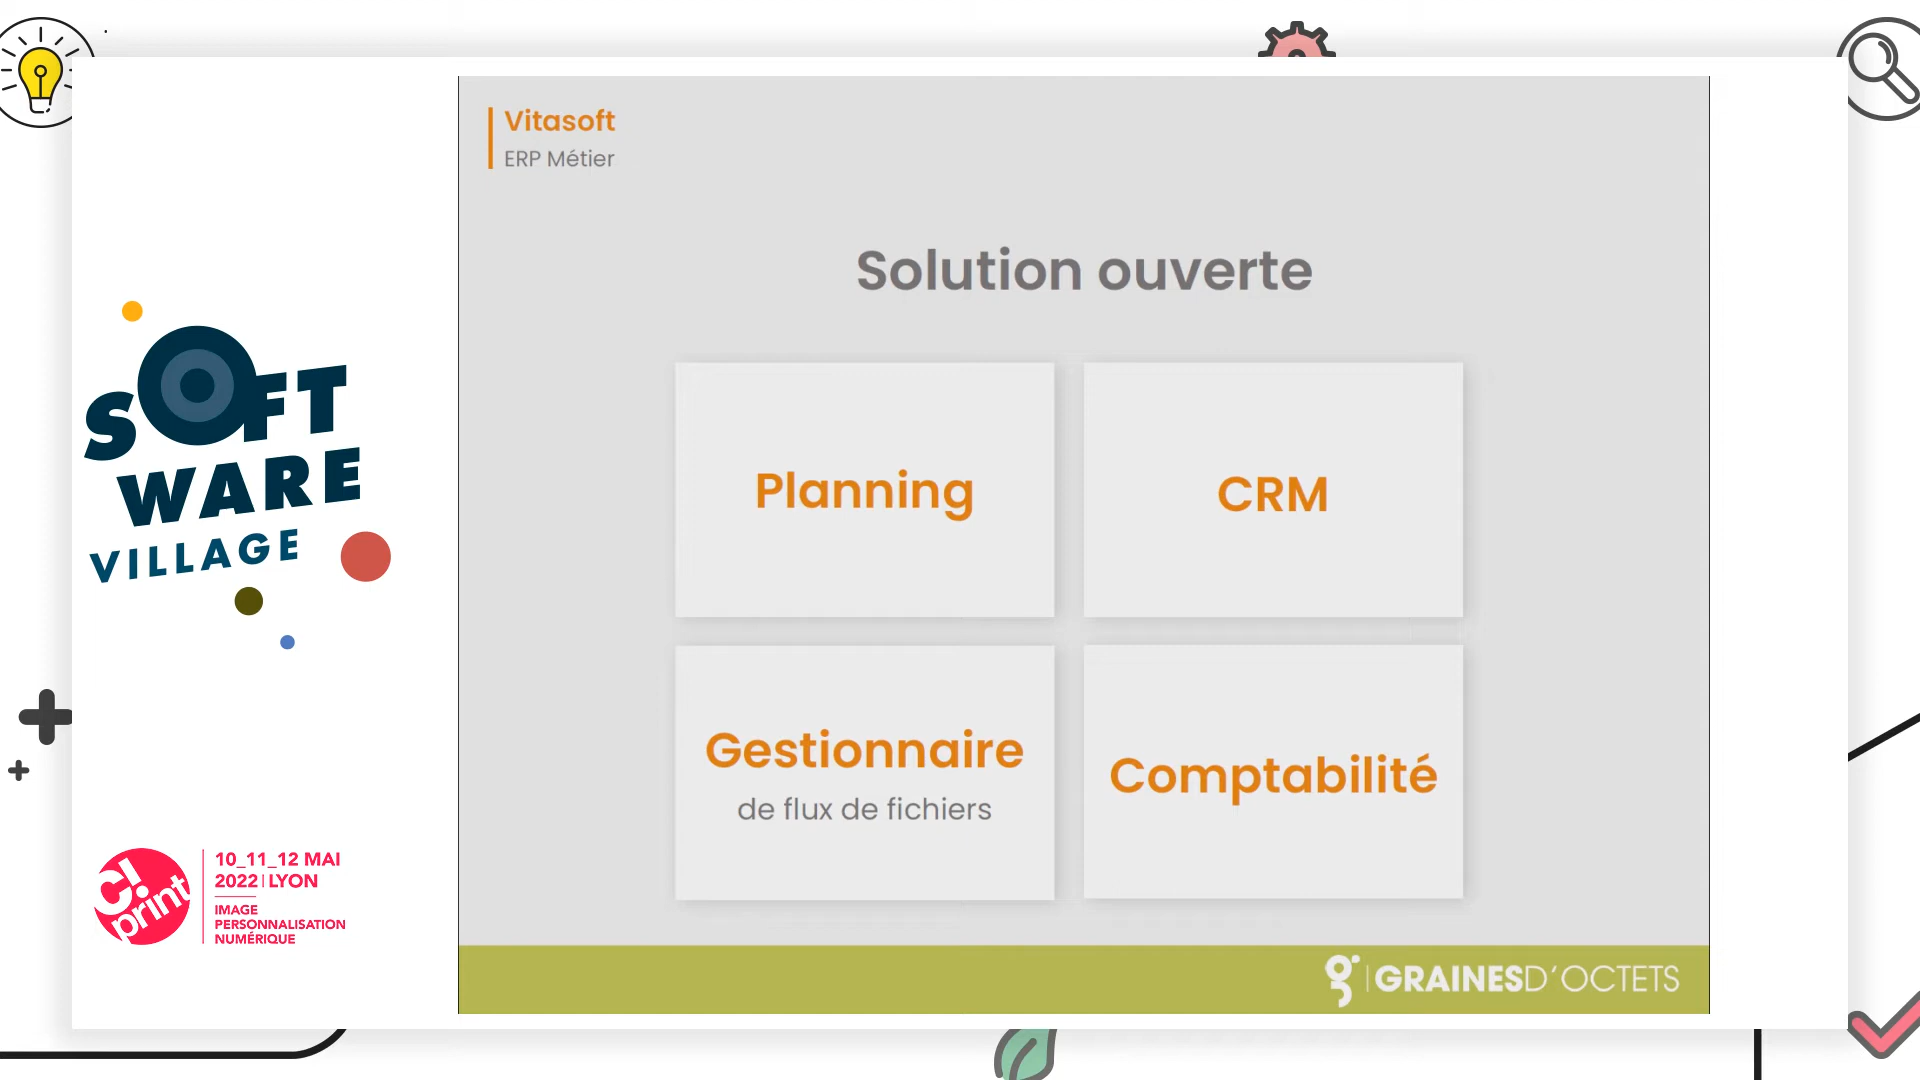 Vitasoft
ERP Métier
Solution ouverte
Planning
CRM
Gestionnaire
de flux de fichiers
Comptabilité
GRAINESD'OCTETS
SOFT
WARE
VILLAGE
C!
print
10_11_12 MAI
2022 | LYON
IMAGE
PERSONNALISATION
NUMÉRIQUE